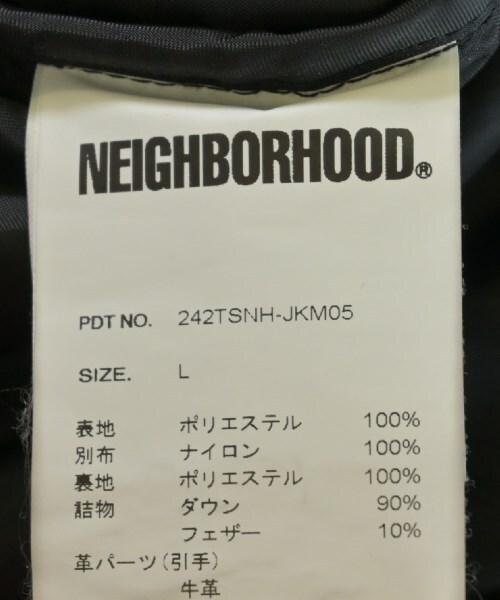 NEIGHBORHOOD®
PDT NO. 242TSNH-JKM05
SIZE. L
表地 ポリエステル 100%
別布 ナイロン 100%
裏地 ポリエステル 100%
詰物 ダウン 90%
フェザー 10%
革パーツ(引手)
牛革